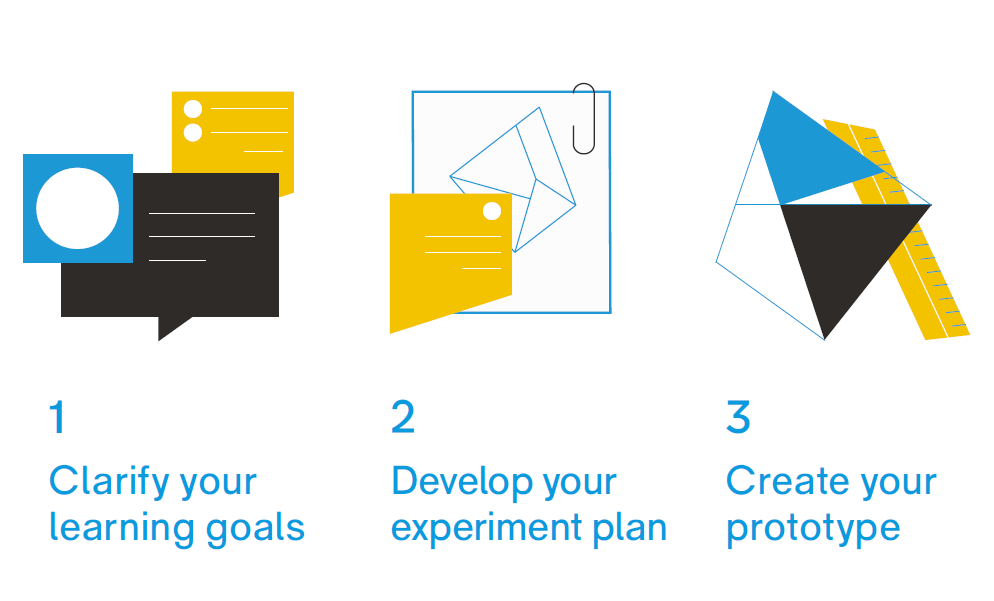 1
Clarify your
learning goals
2
Develop your
experiment plan
3
Create your
prototype